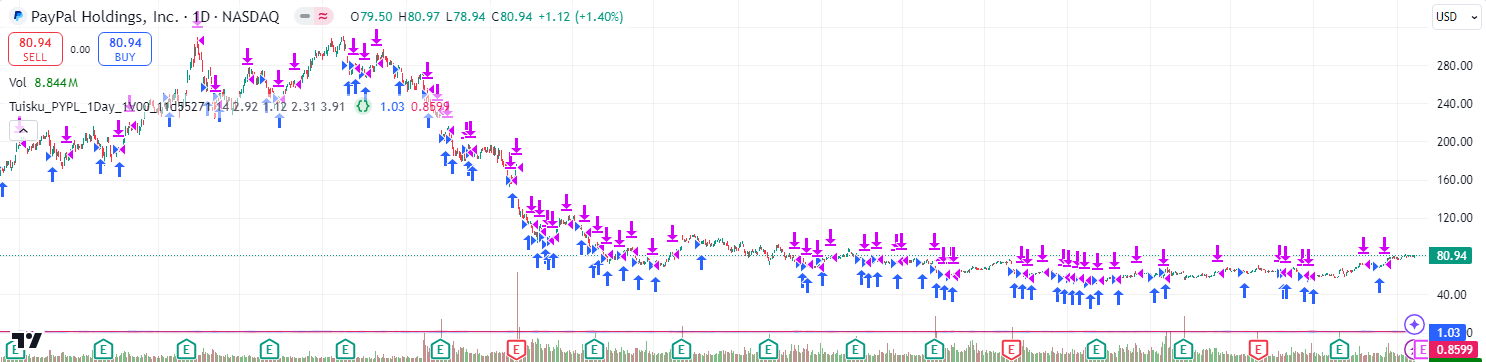 PayPal Holdings, Inc. · 1D · NASDAQ O79.50 H80.97 L78.94 C80.94 +1.12 (+1.40%)
USD
80.94
SELL
0.00
80.94
BUY
Vol 8.844 M
Tuisku_PYPL_1Day_1V00_11d55271 14 2.92 1.12 2.31 3.91 1.03 0.8599
280.00
240.00
200.00
160.00
120.00
80.94
40.00
1.03
0.8599
E E E E E E E E E E E E E E E E E